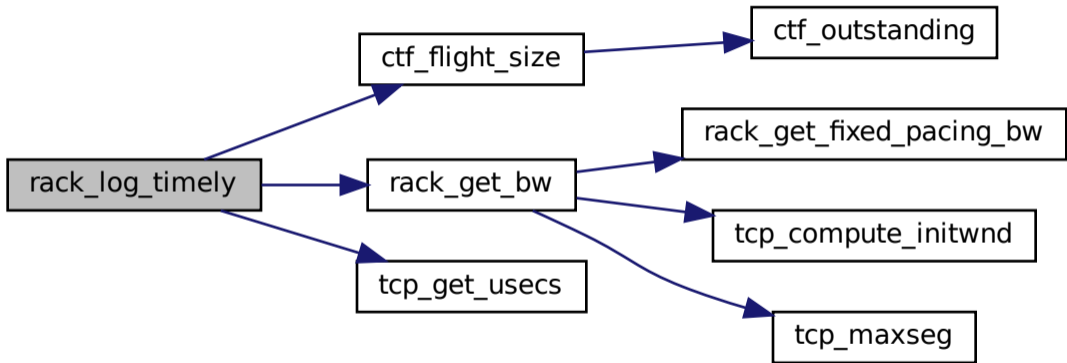 ctf_outstanding
ctf_flight_size
rack_get_fixed_pacing_bw
rack_log_timely
rack_get_bw
tcp_compute_initwnd
tcp_get_usecs
tcp_maxseg